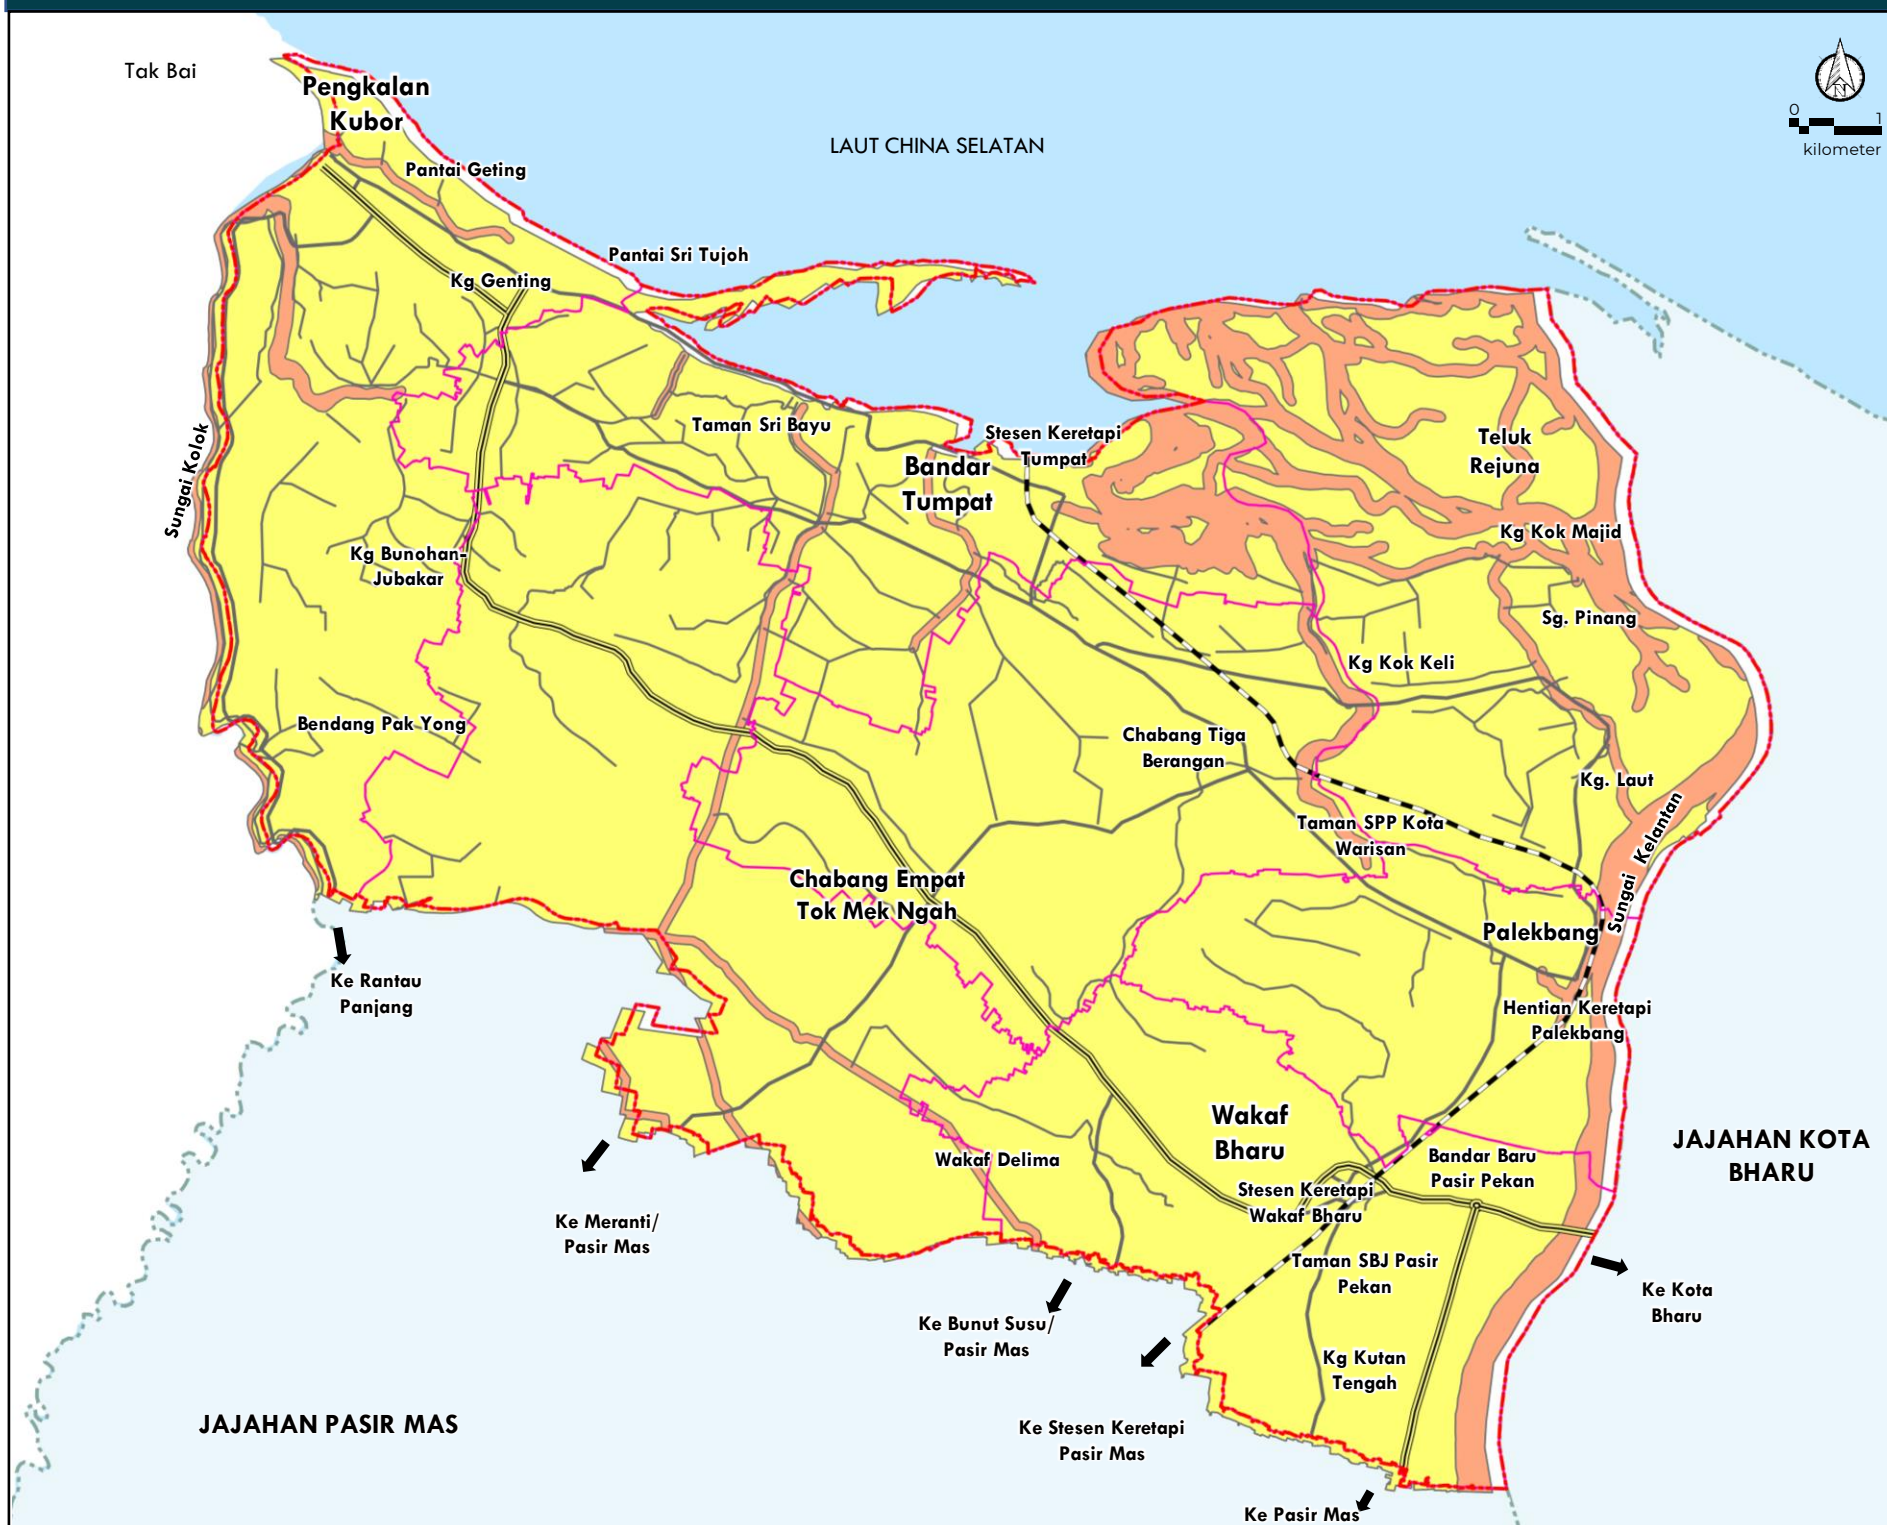 Tak Bai
Pengkalan
Kubor
LAUT CHINA SELATAN
N
0 1
kilometer
Pantai Geting
Pantai Sri Tujoh
Kg Genting
Taman Sri Bayu
Stesen Keretapi
Tumpat
Bandar
Tumpat
Teluk
Rejuna
Sungai Kolok
Kg Kok Majid
Kg Bunohan-
Jubakar
Sg. Pinang
Kg Kok Keli
Bendang Pak Yong
Chabang Tiga
Berangan
Kg. Laut
Taman SPP Kota
Warisan
Sungai Kelantan
Chabang Empat
Tok Mek Ngah
Palekbang
Ke Rantau
Panjang
Hentian Keretapi
Palekbang
Wakaf
Bharu
JAJAHAN KOTA
BHARU
Wakaf Delima
Bandar Baru
Pasir Pekan
Stesen Keretapi
Wakaf Bharu
Ke Meranti/
Pasir Mas
Taman SBJ Pasir
Pekan
Ke Kota
Bharu
Ke Bunut Susu/
Pasir Mas
Kg Kutan
Tengah
JAJAHAN PASIR MAS
Ke Stesen Keretapi
Pasir Mas
Ke Pasir Mas